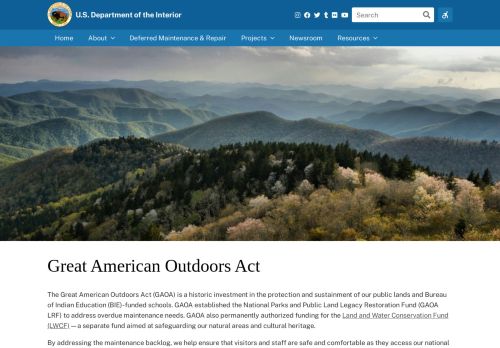 U.S. Department of the Interior
Search
Home
About
Deferred Maintenance & Repair
Projects
Newsroom
Resources
Great American Outdoors Act
The Great American Outdoors Act (GAOA) is a historic investment in the protection and sustainment of our public lands and Bureau
of Indian Education (BIE)-funded schools. GAOA established the National Parks and Public Land Legacy Restoration Fund (GAOA
LRF) to address overdue maintenance needs. GAOA also permanently authorized funding for the Land and Water Conservation Fund
(LWCF) — a separate fund aimed at safeguarding our natural areas and cultural heritage.
By addressing the maintenance backlog, we help ensure that visitors and staff are safe and comfortable as they access our national